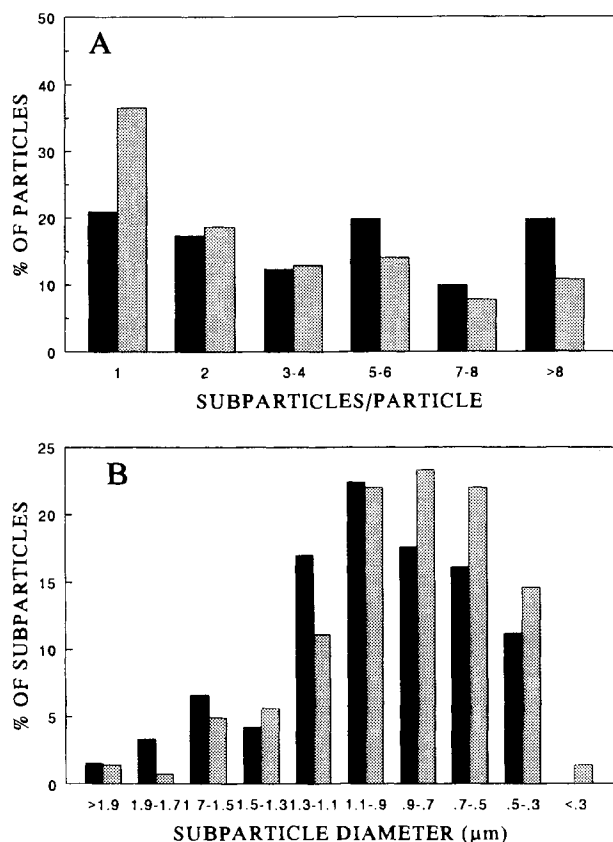 A
50
40
30
20
10
0
% OF PARTICLES
1 2 3-4 5-6 7-8 >8
SUBPARTICLES/PARTICLE
B
25
20
15
10
5
0
% OF SUBPARTICLES
>1.9 1.9-1.71 7-1.5 1.5-1.3 1.3-1.1 1.1-.9 .9-.7 .7-.5 .5-.3 <.3
SUBPARTICLE DIAMETER (µm)